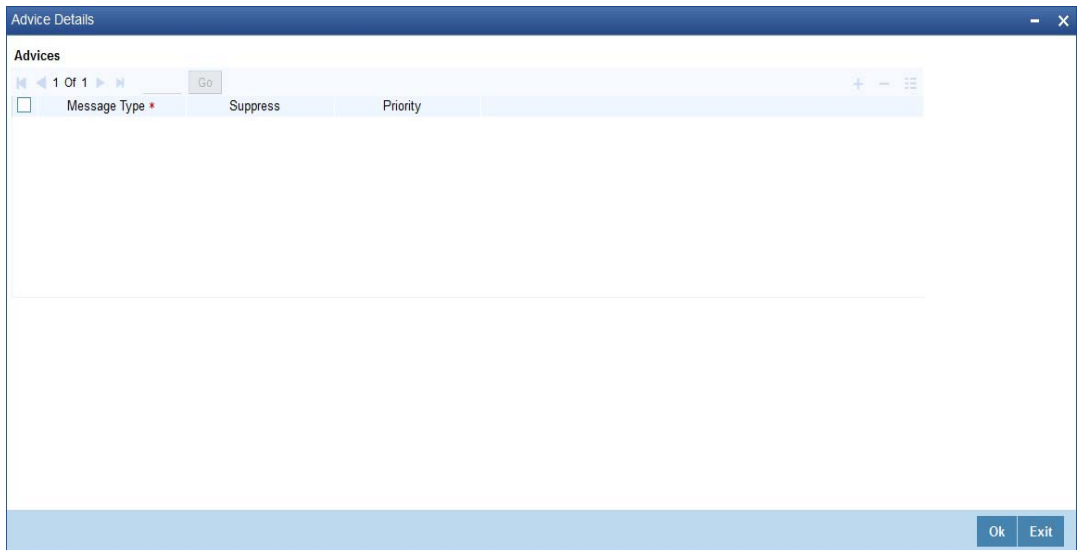 Advice Details
Advices
1 Of 1 Go
Message Type * Suppress Priority
Ok Exit